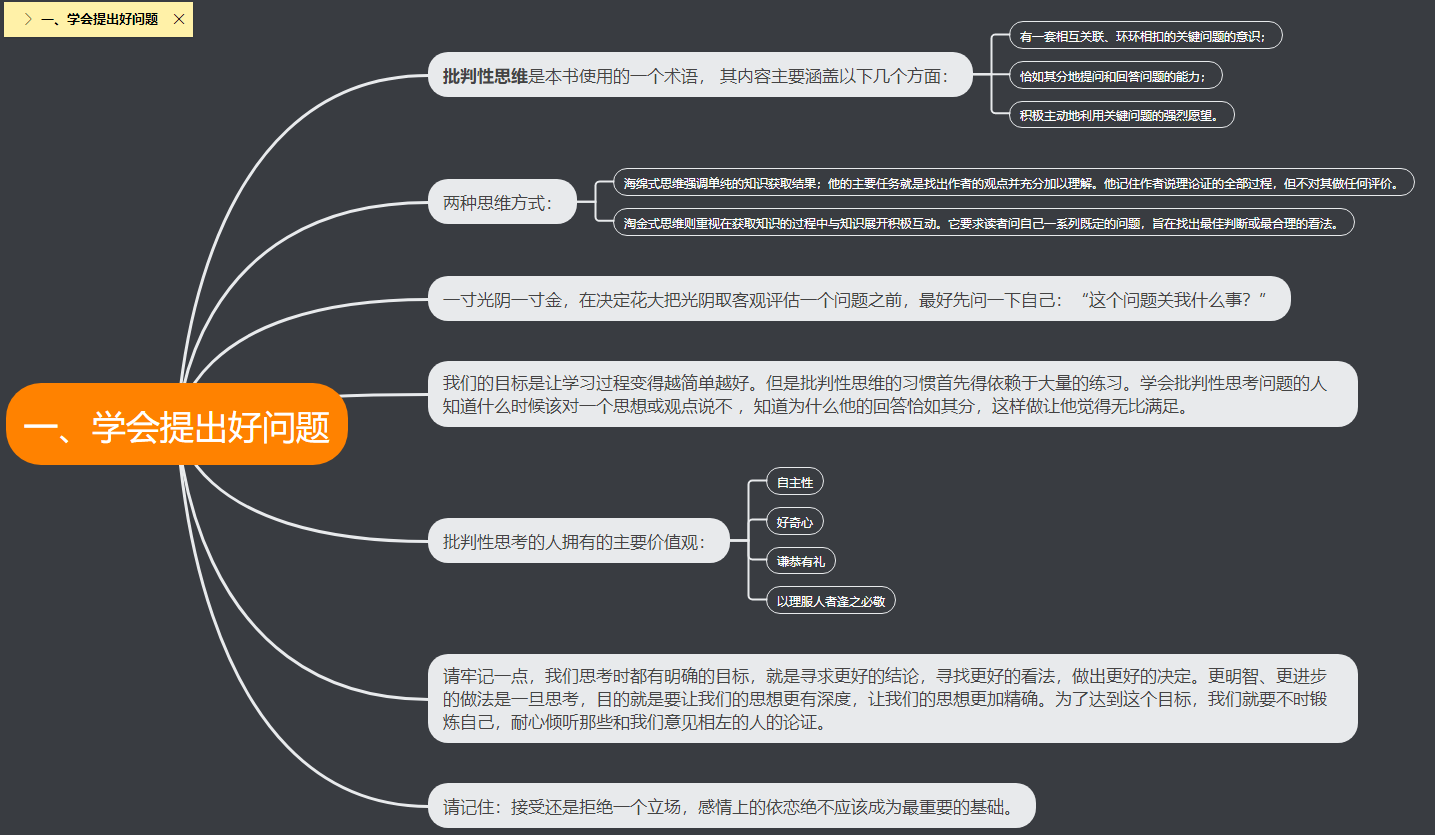 一、学会提出好问题
批判性思维是本书使用的一个术语， 其内容主要涵盖以下几个方面：
有一套相互关联、环环相扣的关键问题的意识；
恰如其分地提问和回答问题的能力；
积极主动地利用关键问题的强烈愿望。
两种思维方式：
海绵式思维强调单纯的知识获取结果；他的主要任务就是找出作者的观点并充分加以理解。他记住作者说理论证的全部过程，但不对其做任何评价。
淘金式思维则重视在获取知识的过程中与知识展开积极互动。它要求读者问自己一系列既定的问题，旨在找出最佳判断或最合理的看法。
一寸光阴一寸金，在决定花大把光阴取客观评估一个问题之前，最好先问一下自己：“这个问题关我什么事？”
我们的目标是让学习过程变得越简单越好。但是批判性思维的习惯首先得依赖于大量的练习。学会批判性思考问题的人
知道什么时候该对一个思想或观点说不 ，知道为什么他的回答恰如其分，这样做让他觉得无比满足。
一、学会提出好问题
批判性思考的人拥有的主要价值观：
自主性
好奇心
谦恭有礼
以理服人者逢之必敬
请牢记一点，我们思考时都有明确的目标，就是寻求更好的结论，寻找更好的看法，做出更好的决定。更明智、更进步
的做法是一旦思考，目的就是要让我们的思想更有深度，让我们的思想更加精确。为了达到这个目标，我们就要不时锻
炼自己，耐心倾听那些和我们意见相左的人的论证。
请记住：接受还是拒绝一个立场，感情上的依恋绝不应该成为最重要的基础。